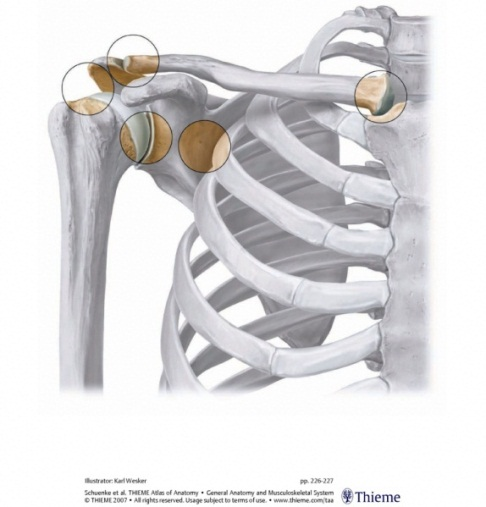 Illustrator: Karl Wesker pp. 226-227
Schuenke et al. THIEME Atlas of Anatomy • General Anatomy and Musculoskeletal System
© THIEME 2007 • All rights reserved. Usage subject to terms of use. • www.thieme.com/taa
Thieme